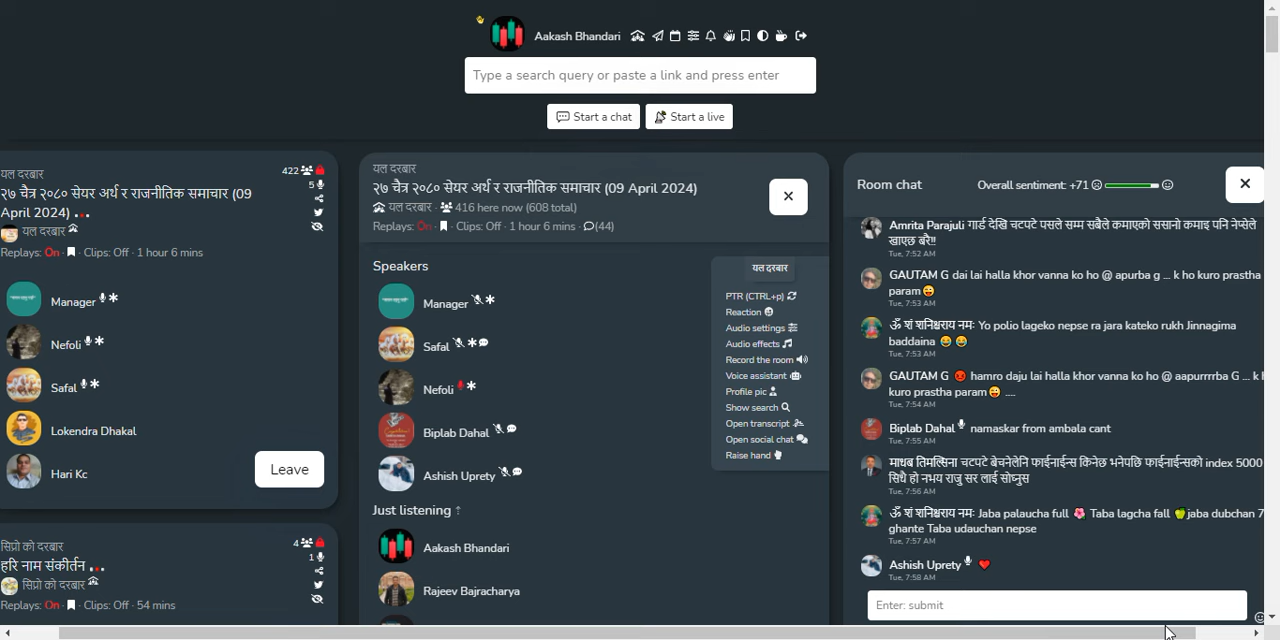 Aakash Bhandari
Type a search query or paste a link and press enter
Start a chat
Start a live
यल दरबार
422
२७ चैत्र २०८० सेयर अर्थ र राजनीतिक समाचार (09
April 2024) ...
5
यल दरबार
Replays: On · Clips: Off · 1 hour 6 mins
Manager
Nefoli
Safal
Lokendra Dhakal
Hari Kc
Leave
सिप्रो को दरबार
4
हरि नाम संकीर्तन ...
1
सिप्रो को दरबार
Replays: On · Clips: Off · 54 mins
यल दरबार
२७ चैत्र २०८० सेयर अर्थ र राजनीतिक समाचार (09 April 2024)
यल दरबार · 416 here now (608 total)
Replays: On · Clips: Off · 1 hour 6 mins · (44)
Speakers
Manager
Safal
Nefoli
Biplab Dahal
Ashish Uprety
Just listening ↑
Aakash Bhandari
Rajeev Bajracharya
यल दरबार
PTR (CTRL+p)
Reaction
Audio settings
Audio effects
Record the room
Voice assistant
Profile pic
Show search
Open transcript
Open social chat
Raise hand
Room chat
Overall sentiment: +71
Amrita Parajuli गार्ड देखि चटपटे पसले सम्म सबैले कमाएको ससानो कमाइ पनि नेप्सेले
खाएछ बरै!!
Tue, 7:52 AM
GAUTAM G dai lai halla khor vanna ko ho @ apurba g ... k ho kuro prastha
param😜
Tue, 7:53 AM
ॐ शं शनिश्चराय नमः Yo polio lageko nepse ra jara kateko rukh Jinnagima
baddaina 😂 😂
Tue, 7:53 AM
GAUTAM G 😡 hamro daju lai halla khor vanna ko ho @ aapurrrrba G ... k h
kuro prastha param😜 ....
Tue, 7:54 AM
Biplab Dahal namaskar from ambala cant
Tue, 7:55 AM
माधब तिमल्सिना चटपटे बेचनेलेनि फाईनाईन्स किनेछ भनेपछि फाईनाईन्सको index 5000
सिधै हो नभय राजु सर लाई सोध्नुस
Tue, 7:56 AM
ॐ शं शनिश्चराय नमः Jaba palaucha full 🌺 Taba lagcha fall 🍏jaba dubchan 7
ghante Taba udauchan nepse
Tue, 7:57 AM
Ashish Uprety ❤️
Tue, 7:58 AM
Enter: submit